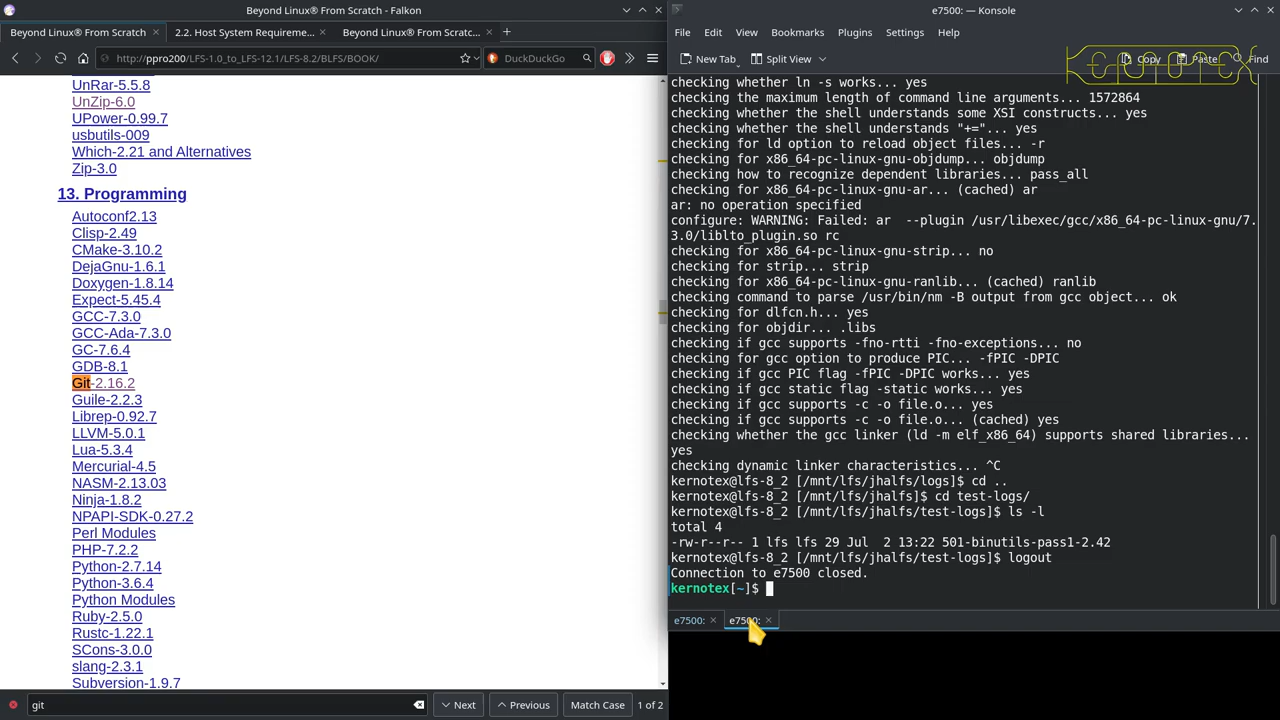 Beyond Linux® From Scratch - Falkon
Beyond Linux® From Scratch
2.2. Host System Requireme...
Beyond Linux® From Scratc...
http://ppro200/LFS-1.0_to_LFS-12.1/LFS-8.2/BLFS/BOOK/
DuckDuckGo
UnRar-5.5.8
UnZip-6.0
UPower-0.99.7
usbutils-009
Which-2.21 and Alternatives
Zip-3.0
13. Programming
Autoconf2.13
Clisp-2.49
CMake-3.10.2
DejaGnu-1.6.1
Doxygen-1.8.14
Expect-5.45.4
GCC-7.3.0
GCC-Ada-7.3.0
GC-7.6.4
GDB-8.1
Git-2.16.2
Guile-2.2.3
Librep-0.92.7
LLVM-5.0.1
Lua-5.3.4
Mercurial-4.5
NASM-2.13.03
Ninja-1.8.2
NPAPI-SDK-0.27.2
Perl Modules
PHP-7.2.2
Python-2.7.14
Python-3.6.4
Python Modules
Ruby-2.5.0
Rustc-1.22.1
SCons-3.0.0
slang-2.3.1
Subversion-1.9.7
git
Next
Previous
Match Case
1 of 2
e7500: — Konsole
File Edit View Bookmarks Plugins Settings Help
New Tab
Split View
Copy
Paste
Find
KERNOTEX
checking whether ln -s works... yes
checking the maximum length of command line arguments... 1572864
checking whether the shell understands some XSI constructs... yes
checking whether the shell understands "+="... yes
checking for ld option to reload object files... -r
checking for x86_64-pc-linux-gnu-objdump... objdump
checking how to recognize dependent libraries... pass_all
checking for x86_64-pc-linux-gnu-ar... (cached) ar
ar: no operation specified
configure: WARNING: Failed: ar  --plugin /usr/libexec/gcc/x86_64-pc-linux-gnu/7.
3.0/liblto_plugin.so rc
checking for x86_64-pc-linux-gnu-strip... no
checking for strip... strip
checking for x86_64-pc-linux-gnu-ranlib... (cached) ranlib
checking command to parse /usr/bin/nm -B output from gcc object... ok
checking for dlfcn.h... yes
checking for objdir... .libs
checking if gcc supports -fno-rtti -fno-exceptions... no
checking for gcc option to produce PIC... -fPIC -DPIC
checking if gcc PIC flag -fPIC -DPIC works... yes
checking if gcc static flag -static works... yes
checking if gcc supports -c -o file.o... yes
checking if gcc supports -c -o file.o... (cached) yes
checking whether the gcc linker (ld -m elf_x86_64) supports shared libraries...
yes
checking dynamic linker characteristics... ^C
kernotex@lfs-8_2 [/mnt/lfs/jhalfs/logs]$ cd ..
kernotex@lfs-8_2 [/mnt/lfs/jhalfs]$ cd test-logs/
kernotex@lfs-8_2 [/mnt/lfs/jhalfs/test-logs]$ ls -l
total 4
-rw-r--r-- 1 lfs lfs 29 Jul  2 13:22 501-binutils-pass1-2.42
kernotex@lfs-8_2 [/mnt/lfs/jhalfs/test-logs]$ logout
Connection to e7500 closed.
kernotex[~]$
e7500:
e7500: